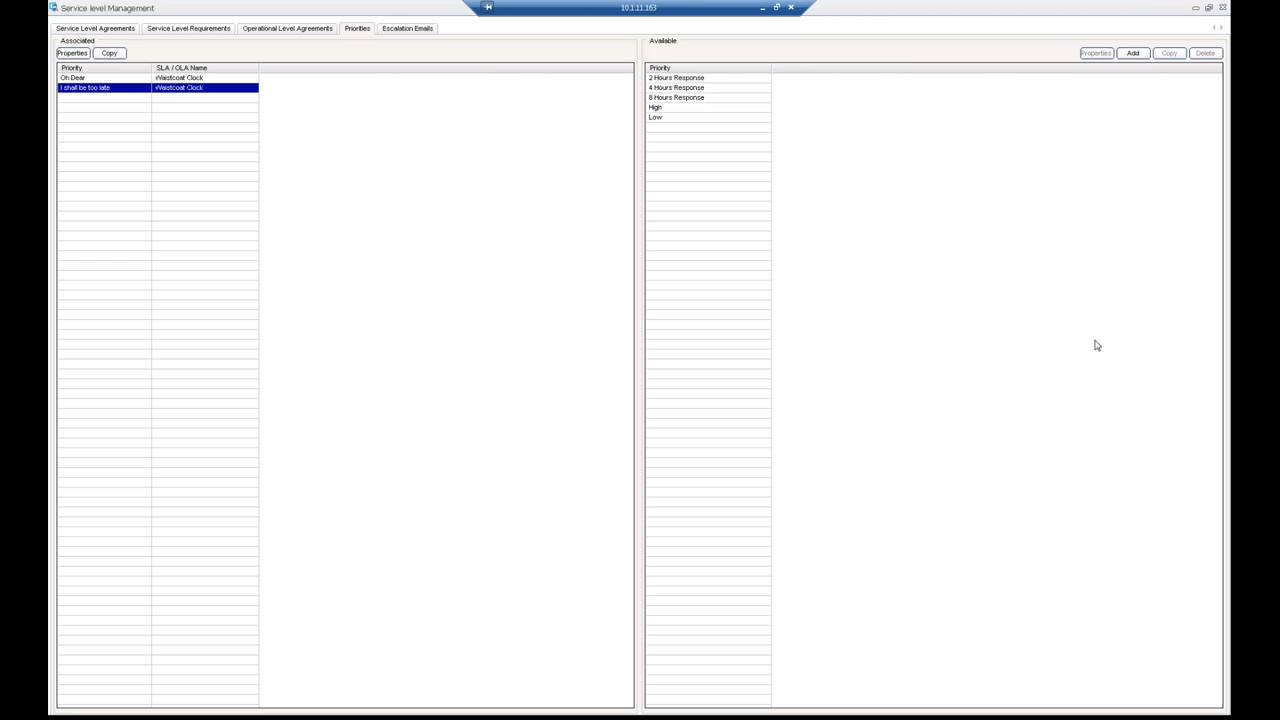 Service level Management
10.1.11.163
Service Level Agreements Service Level Requirements Operational Level Agreements Priorities Escalation Emails
Associated Available
Properties Copy Properties Add Copy Delete
Priority SLA / OLA Name Priority
Oh Dear Waistcoat Clock 2 Hours Response
I shall be too late Waistcoat Clock 4 Hours Response
8 Hours Response
High
Low